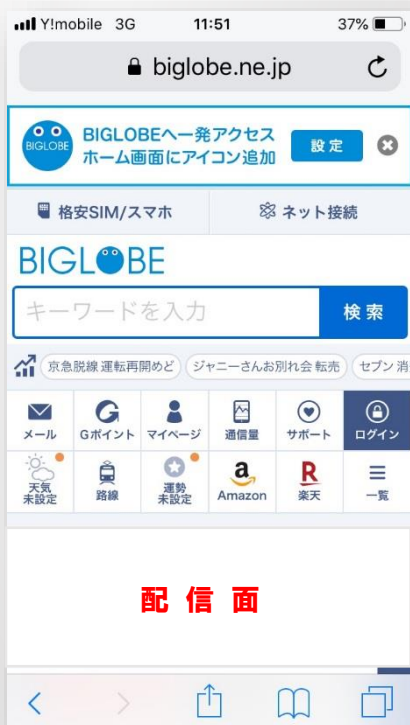 Y!mobile 3G 11:51 37%
biglobe.ne.jp
BIGLOBE
BIGLOBEへ一発アクセス
ホーム画面にアイコン追加
設定
格安SIM/スマホ ネット接続
BIGLOBE
キーワードを入力 検索
京急脱線 運転再開めど ジャニーさんお別れ会 転売 セブン 消
メール Gポイント マイページ 通信量 サポート ログイン
天気
未設定
路線
運勢
未設定
Amazon
楽天
一覧
配信面